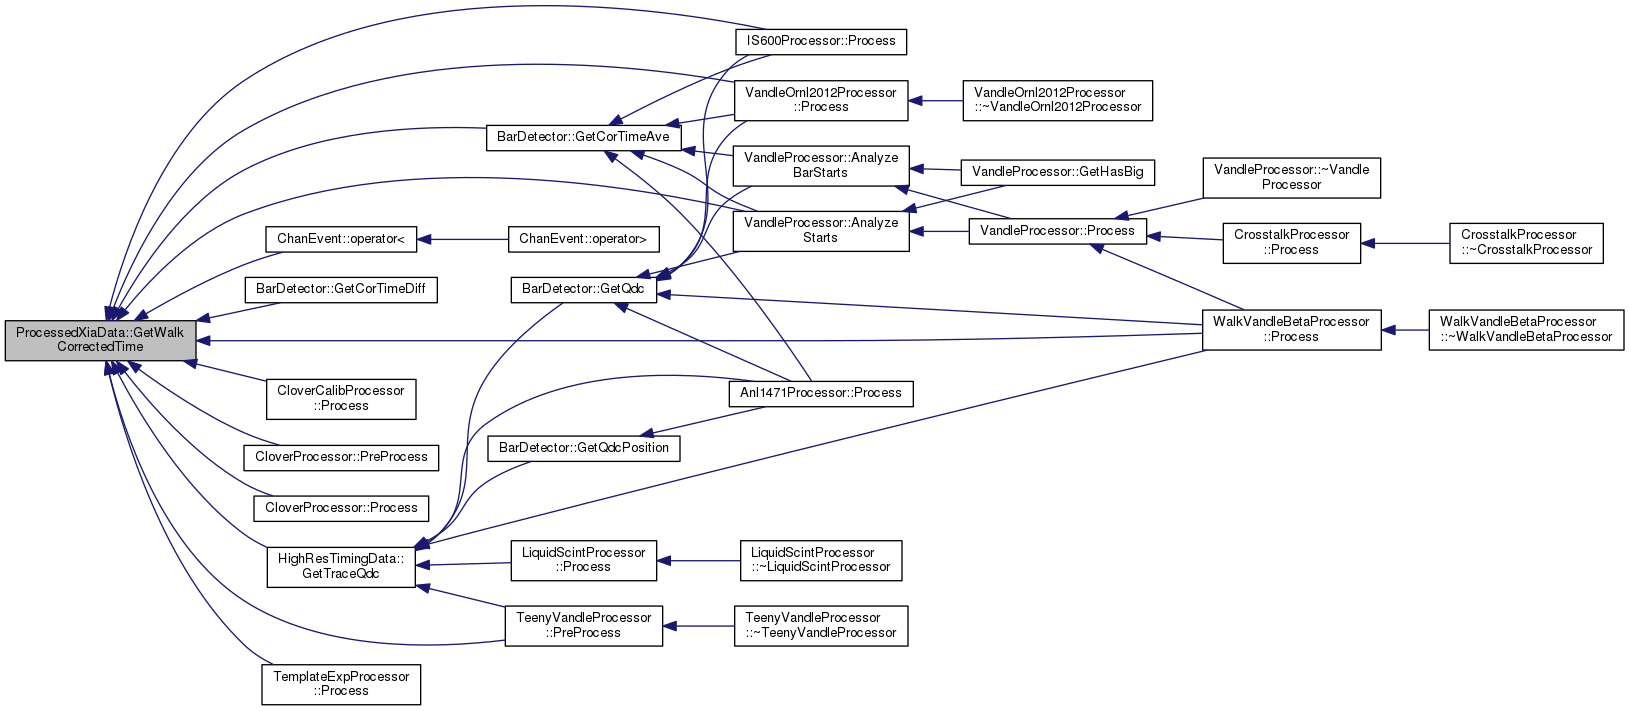 IS600Processor::Process
VandleOrnl2012Processor
::Process
VandleOrnl2012Processor
::~VandleOrnl2012Processor
BarDetector::GetCorTimeAve
VandleProcessor::Analyze
BarStarts
VandleProcessor::GetHasBig
VandleProcessor::~Vandle
Processor
VandleProcessor::Analyze
Starts
VandleProcessor::Process
CrosstalkProcessor
::Process
CrosstalkProcessor
::~CrosstalkProcessor
ChanEvent::operator<
ChanEvent::operator>
BarDetector::GetCorTimeDiff
BarDetector::GetQdc
ProcessedXiaData::GetWalk
CorrectedTime
WalkVandleBetaProcessor
::Process
WalkVandleBetaProcessor
::~WalkVandleBetaProcessor
CloverCalibProcessor
::Process
Anl1471Processor::Process
CloverProcessor::PreProcess
BarDetector::GetQdcPosition
CloverProcessor::Process
HighResTimingData::
GetTraceQdc
LiquidScintProcessor
::Process
LiquidScintProcessor
::~LiquidScintProcessor
TeenyVandleProcessor
::PreProcess
TeenyVandleProcessor
::~TeenyVandleProcessor
TemplateExpProcessor
::Process